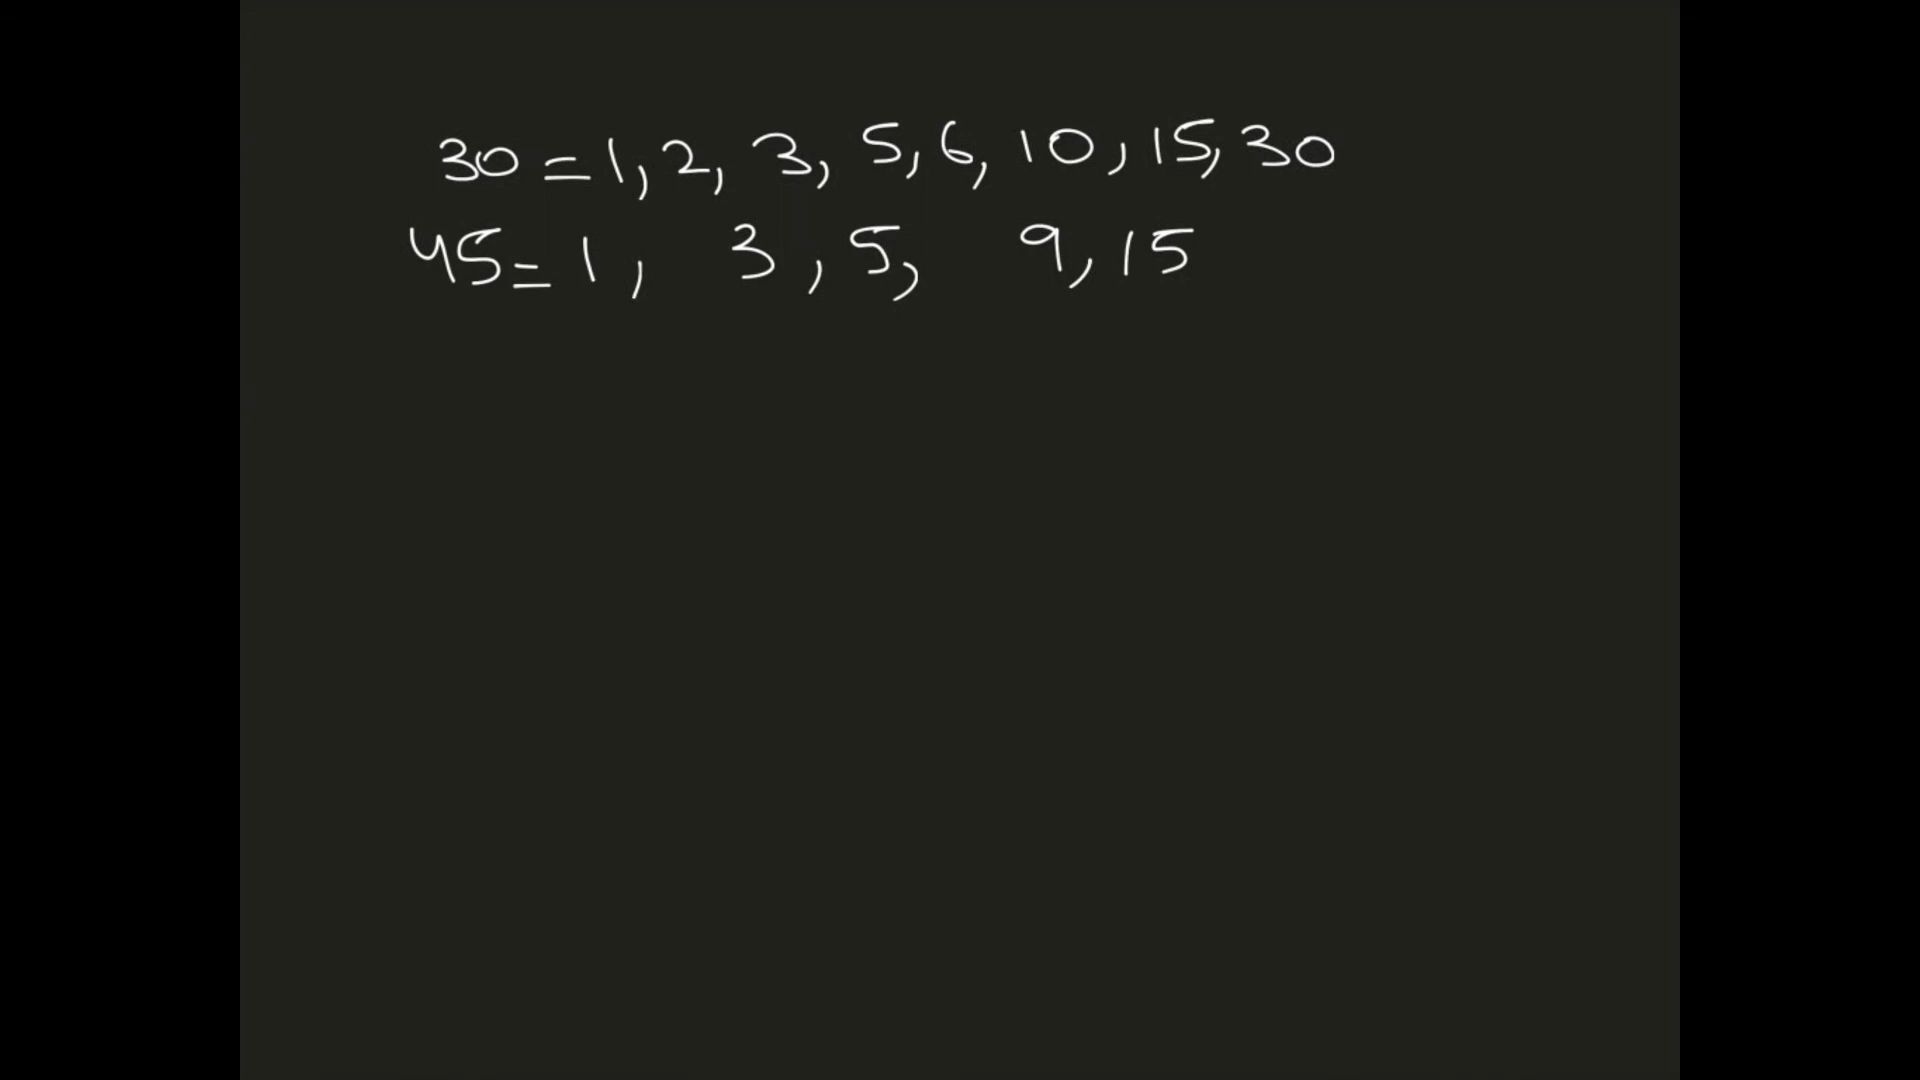 30 = 1, 2, 3, 5, 6, 10, 15, 30
45 = 1, 3, 5, 9, 15